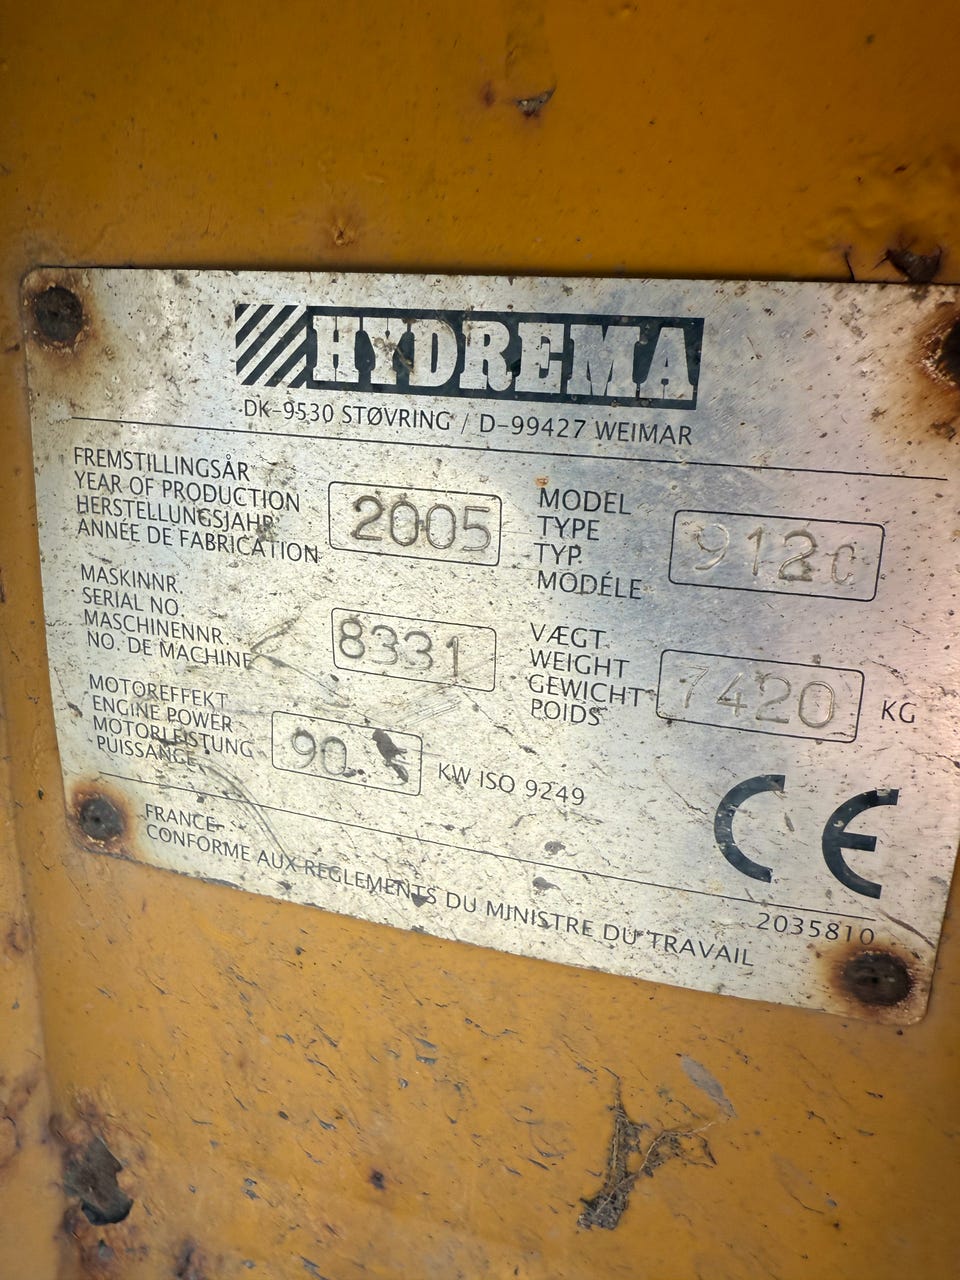 HYDREMA
DK-9530 STØVRING / D-99427 WEIMAR
FREMSTILLINGSÅR
YEAR OF PRODUCTION
HERSTELLUNGSJAHR
ANNÉE DE FABRICATION
2005
MODEL
TYPE
TYP.
MODÉLE
912C
MASKINNR.
SERIAL NO.
MASCHINENNR.
NO. DE MACHINE
8331
VÆGT
WEIGHT
GEWICHT
POIDS
7420 KG
MOTOREFFEKT
ENGINE POWER
MOTORLEISTUNG
PUISSANCE
90 KW ISO 9249
CE
2035810
FRANCE-
CONFORME AUX REGLEMENTS DU MINISTRE DU TRAVAIL